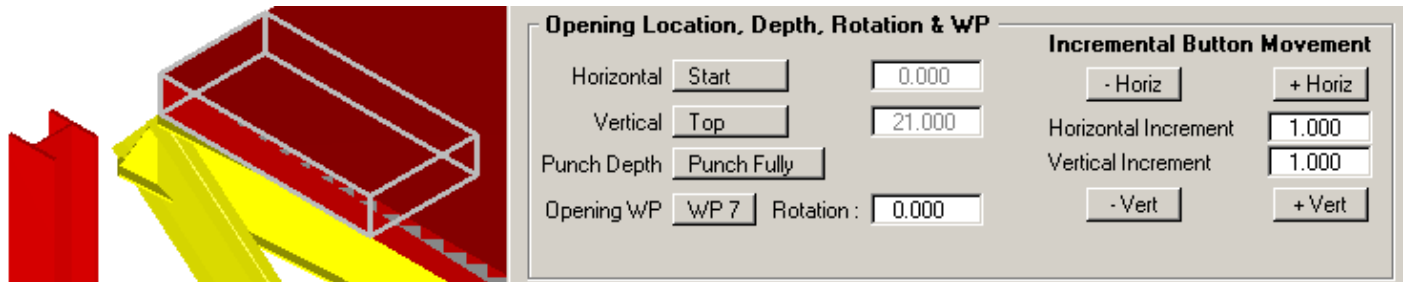 Opening Location, Depth, Rotation & WP
Incremental Button Movement
Horizontal Start 0.000
- Horiz + Horiz
Vertical Top 21.000
Horizontal Increment 1.000
Punch Depth Punch Fully
Vertical Increment 1.000
Opening WP WP 7 Rotation : 0.000
- Vert + Vert